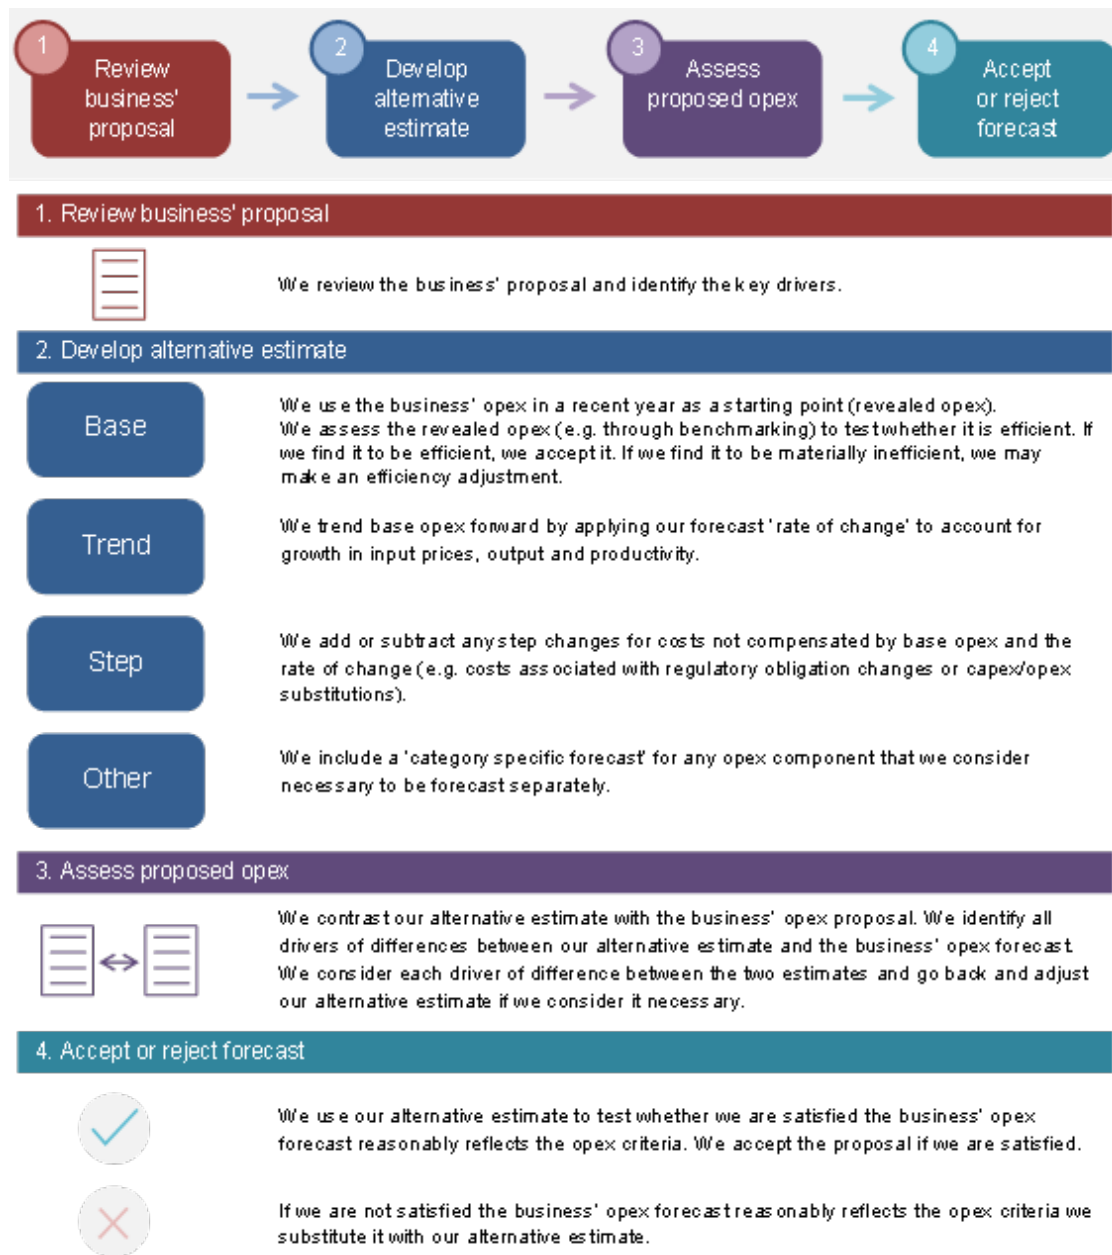 1
Review
business'
proposal
2
Develop
alternative
estimate
3
Assess
proposed opex
4
Accept
or reject
forecast
1. Review business' proposal
We review the business' proposal and identify the key drivers.
2. Develop alternative estimate
Base
We use the business' opex in a recent year as a starting point (revealed opex).
We assess the revealed opex (e.g. through benchmarking) to test whether it is efficient. If
we find it to be efficient, we accept it. If we find it to be materially inefficient, we may
make an efficiency adjustment.
Trend
We trend base opex forward by applying our forecast 'rate of change' to account for
growth in input prices, output and productivity.
Step
We add or subtract any step changes for costs not compensated by base opex and the
rate of change (e.g. costs associated with regulatory obligation changes or capex/opex
substitutions).
Other
We include a 'category specific forecast' for any opex component that we consider
necessary to be forecast separately.
3. Assess proposed opex
We contrast our alternative estimate with the business' opex proposal. We identify all
drivers of differences between our alternative estimate and the business' opex forecast.
We consider each driver of difference between the two estimates and go back and adjust
our alternative estimate if we consider it necessary.
4. Accept or reject forecast
We use our alternative estimate to test whether we are satisfied the business' opex
forecast reasonably reflects the opex criteria. We accept the proposal if we are satisfied.
If we are not satisfied the business' opex forecast reasonably reflects the opex criteria we
substitute it with our alternative estimate.